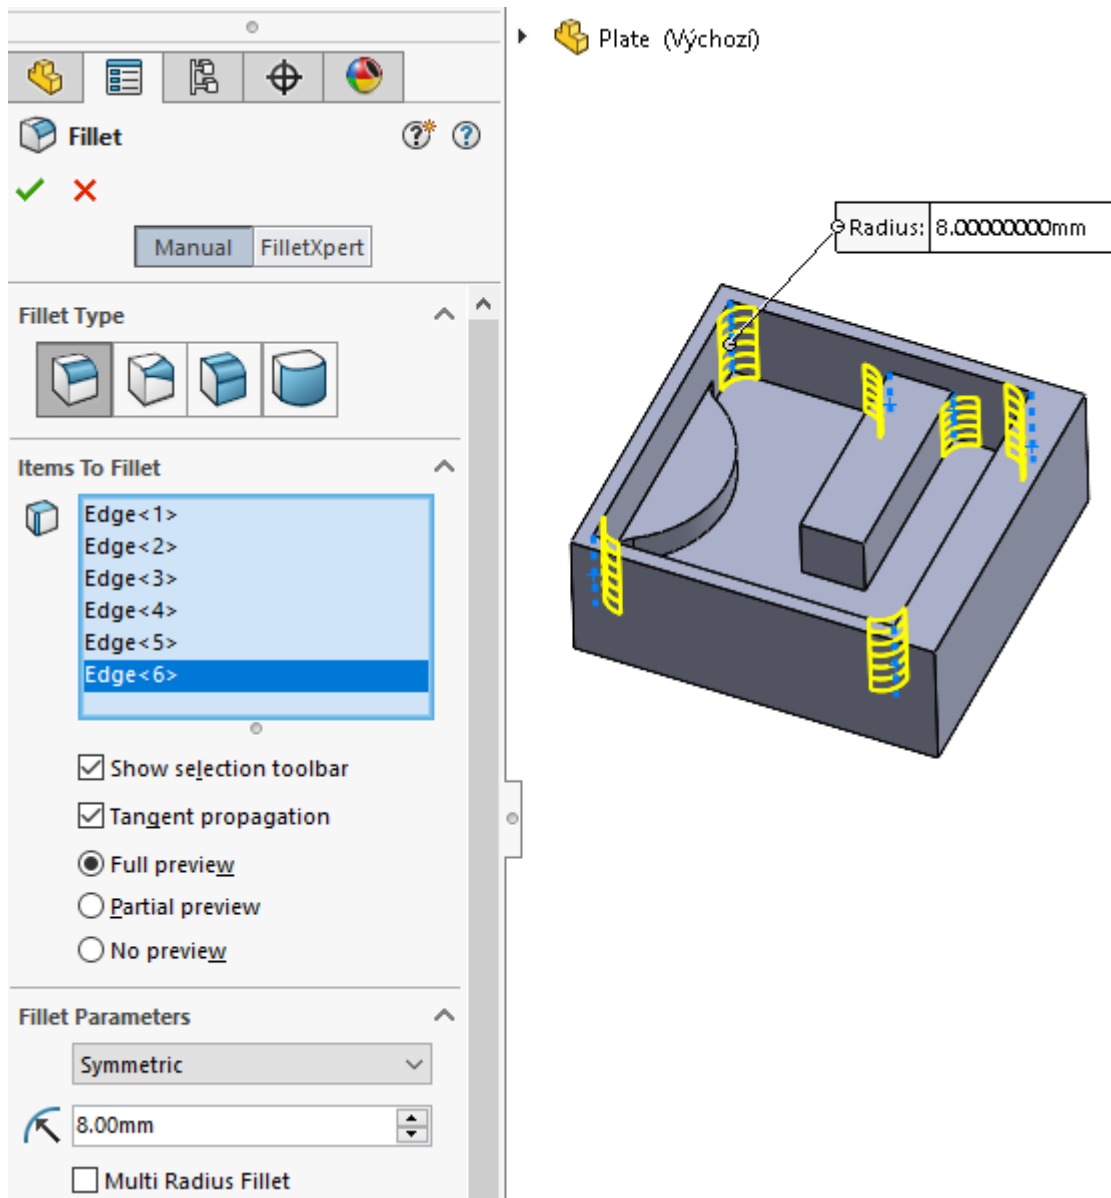 Plate (Výchozí)
Fillet
Manual FilletXpert
Radius: 8.00000000mm
Fillet Type
Items To Fillet
Edge<1>
Edge<2>
Edge<3>
Edge<4>
Edge<5>
Edge<6>
Show selection toolbar
Tangent propagation
Full preview
Partial preview
No preview
Fillet Parameters
Symmetric
8.00mm
Multi Radius Fillet